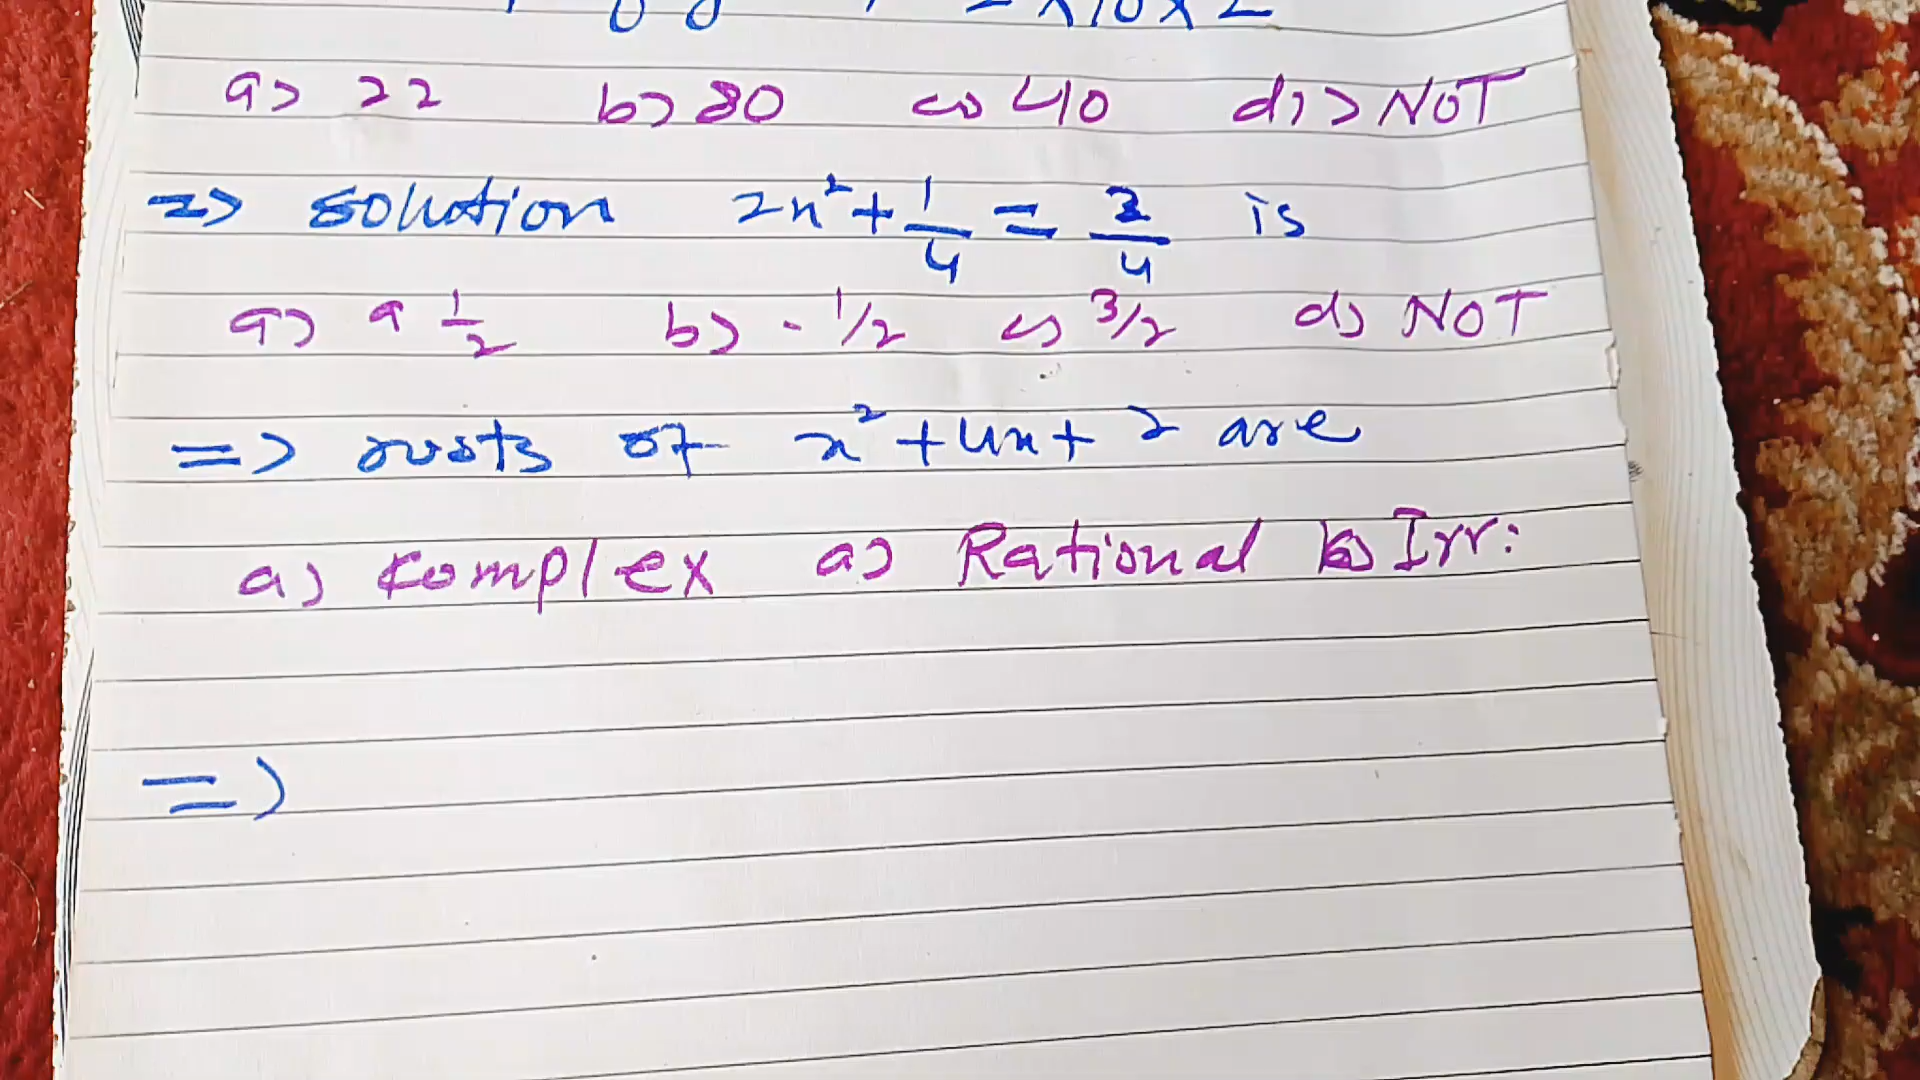 = x10x2
a) 22 b) 80 c) 40 d) > NOT
=> solution 2x² + 1/4 = 3/4 is
a) 1/2 b) - 1/2 c) 3/2 d) NOT
=> roots of x² + 4x + 2 are
a) complex a) Rational b) Irr:
=>